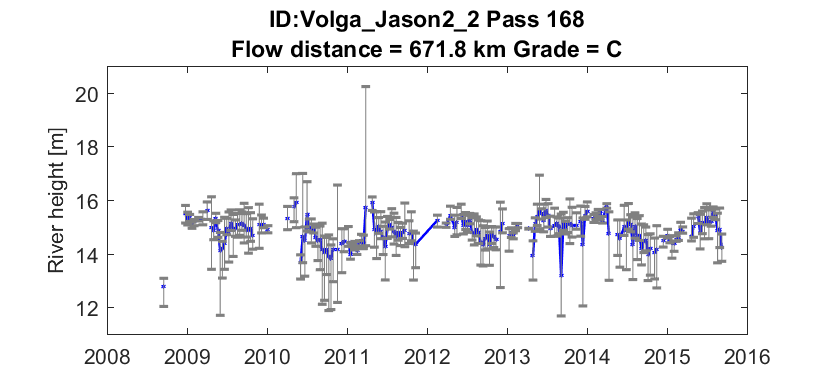 ID:Volga_Jason2_2 Pass 168
Flow distance = 671.8 km Grade = C
River height [m]
20
18
16
14
12
2008 2009 2010 2011 2012 2013 2014 2015 2016